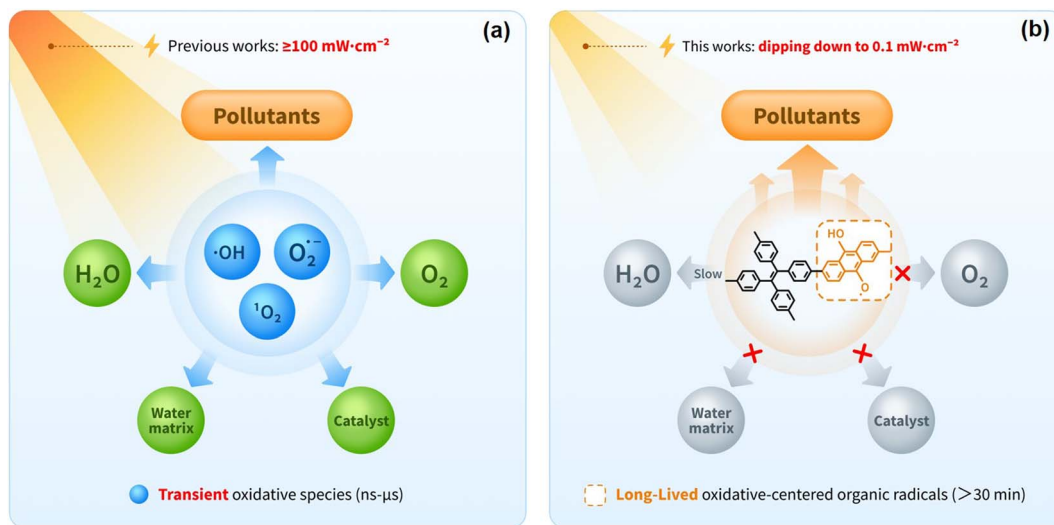 (a)
Previous works: ≥100 mW·cm⁻²
Pollutants
·OH
O₂·⁻
¹O₂
H₂O
O₂
Water
matrix
Catalyst
Transient oxidative species (ns-μs)
(b)
This works: dipping down to 0.1 mW·cm⁻²
Pollutants
HO
·O
H₂O
Slow
O₂
Water
matrix
Catalyst
Long-Lived oxidative-centered organic radicals (>30 min)